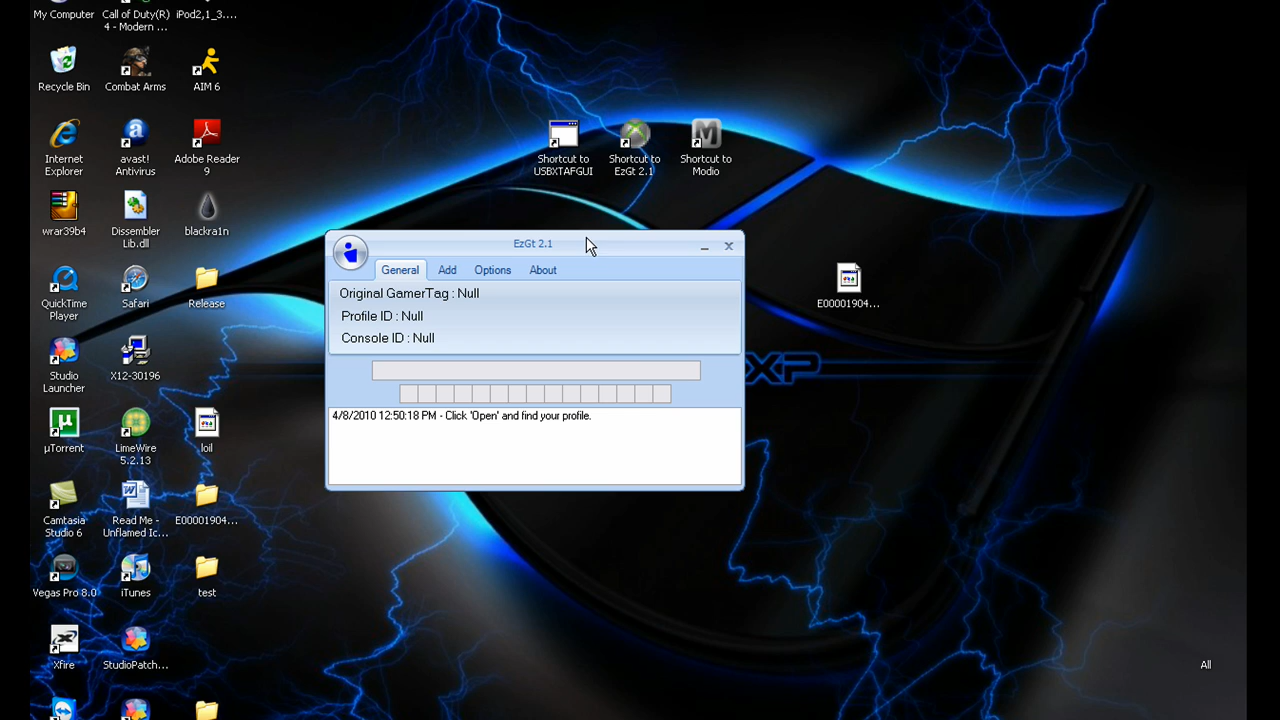 My Computer
Call of Duty(R)
4 - Modern ...
iPod2,1_3....
Recycle Bin
Combat Arms
AIM 6
Internet
Explorer
avast!
Antivirus
Adobe Reader
9
Shortcut to
USBXTAFGUI
Shortcut to
EzGt 2.1
Shortcut to
Modio
wrar39b4
Dissembler
Lib.dll
blackra1n
EzGt 2.1
General
Add
Options
About
Original GamerTag : Null
Profile ID : Null
Console ID : Null
4/8/2010 12:50:18 PM - Click 'Open' and find your profile.
E00001904...
QuickTime
Player
Safari
Release
Studio
Launcher
X12-30196
XP
µTorrent
LimeWire
5.2.13
loil
Camtasia
Studio 6
Read Me -
Unflamed Ic...
E00001904...
Vegas Pro 8.0
iTunes
test
Xfire
StudioPatch...
All